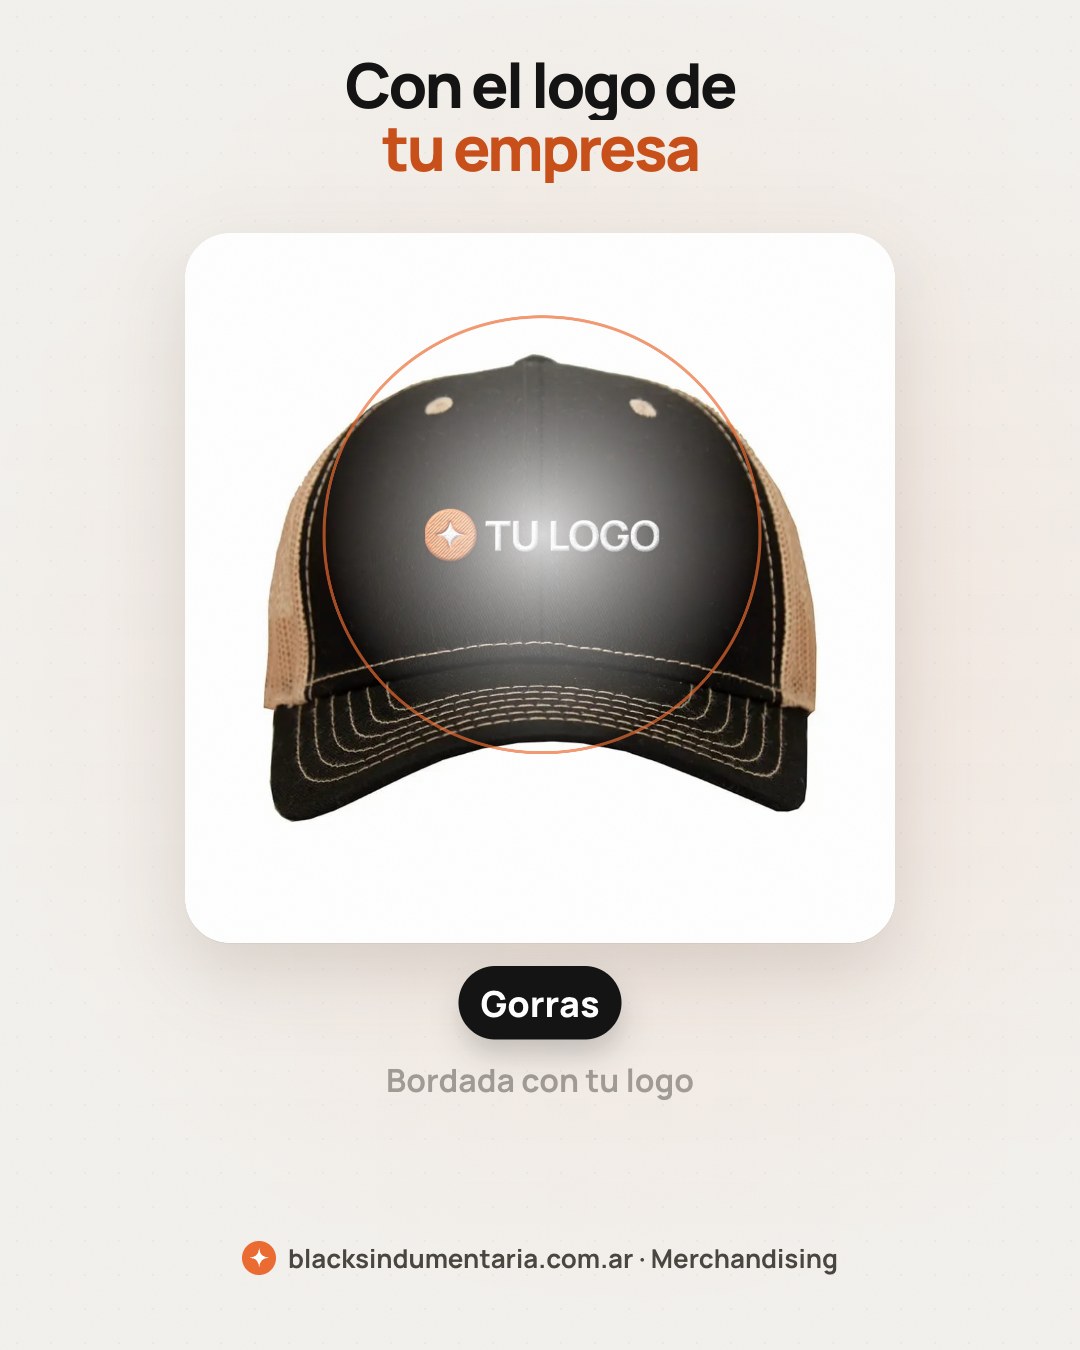 Con el logo de
tu empresa
TU LOGO
Gorras
Bordada con tu logo
blacksindumentaria.com.ar · Merchandising